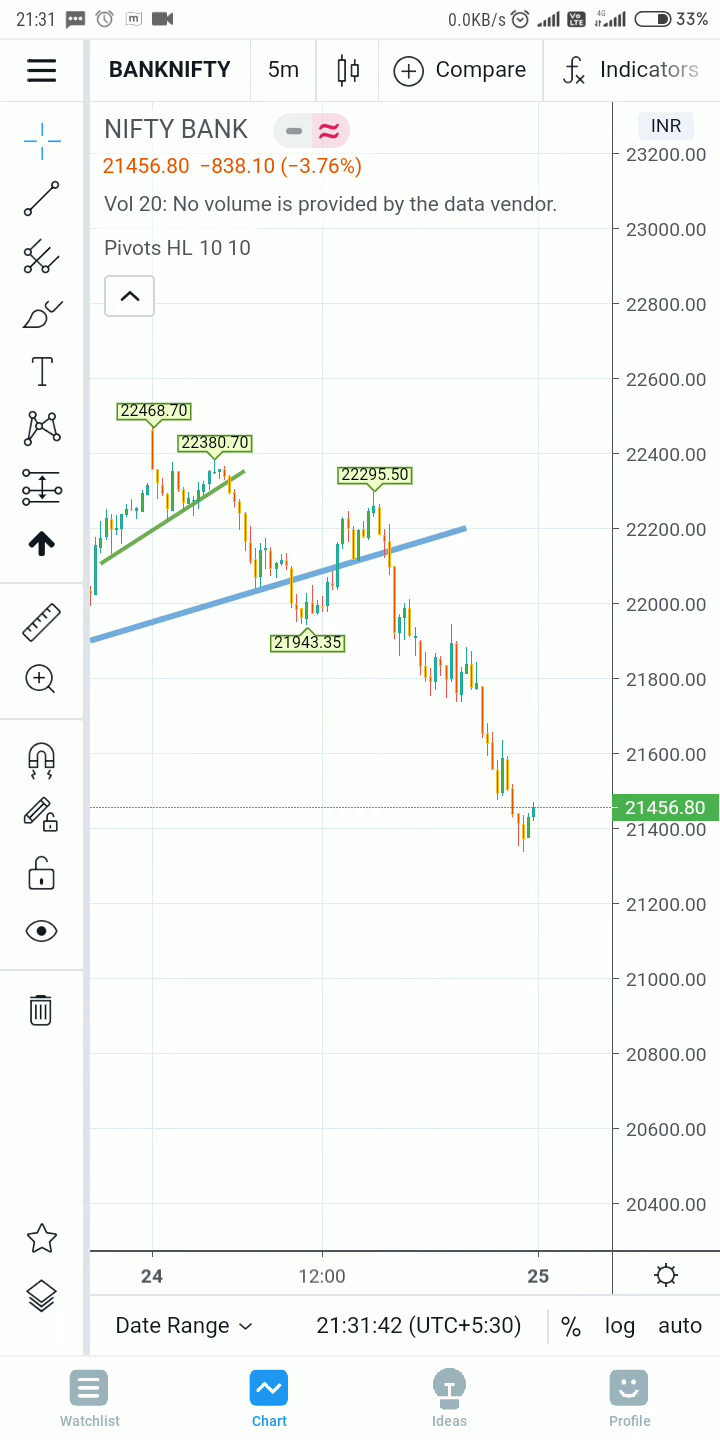 21:31 m 0.0KB/s Vo LTE 4G 33%
BANKNIFTY 5m Compare Indicators
NIFTY BANK
INR
21456.80 −838.10 (−3.76%)
Vol 20: No volume is provided by the data vendor.
Pivots HL 10 10
23200.00
23000.00
22800.00
22600.00
22468.70
22380.70
22400.00
22295.50
22200.00
22000.00
21943.35
21800.00
21600.00
21456.80
21400.00
21200.00
21000.00
20800.00
20600.00
20400.00
24 12:00 25
Date Range 21:31:42 (UTC+5:30) % log auto
Watchlist Chart Ideas Profile